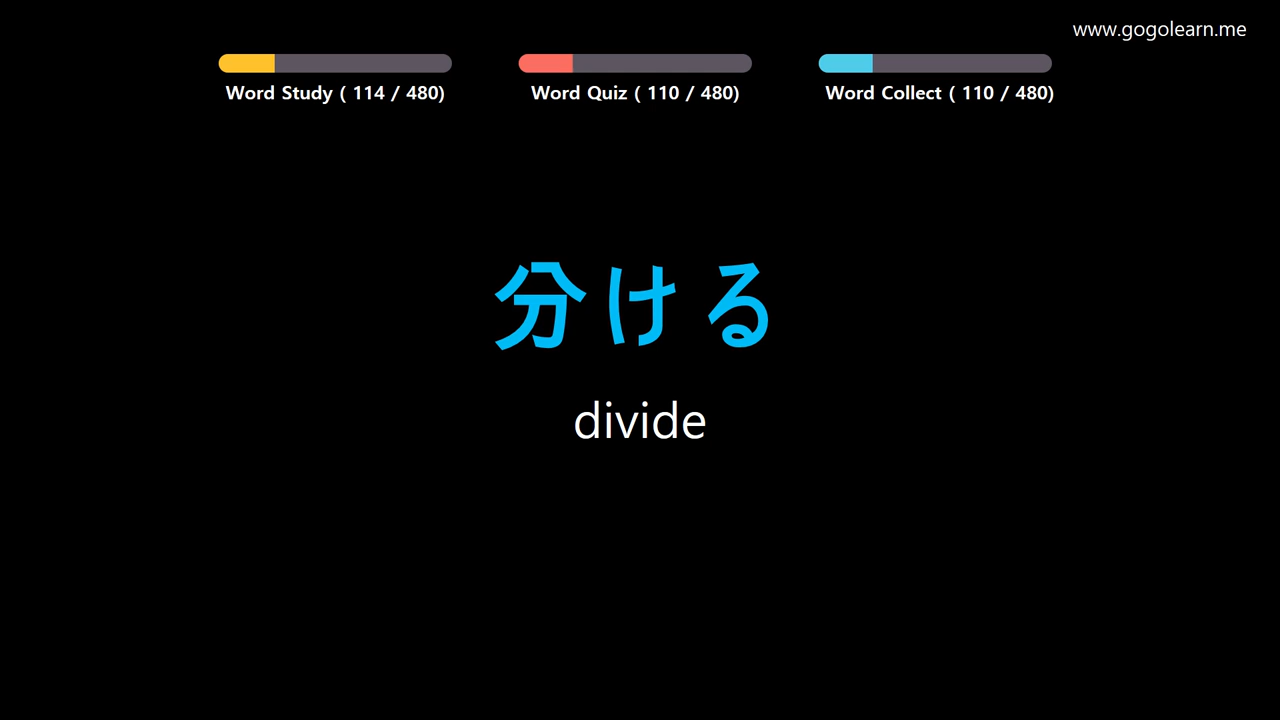 www.gogolearn.me
Word Study ( 114 / 480)
Word Quiz ( 110 / 480)
Word Collect ( 110 / 480)
分ける
divide